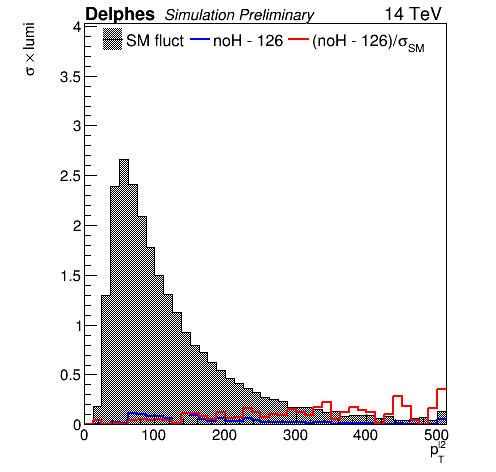 Delphes Simulation Preliminary 14 TeV
SM fluct noH - 126 (noH - 126)/σSM
σ × lumi
4
3.5
3
2.5
2
1.5
1
0.5
0
0 100 200 300 400 500
pTl2